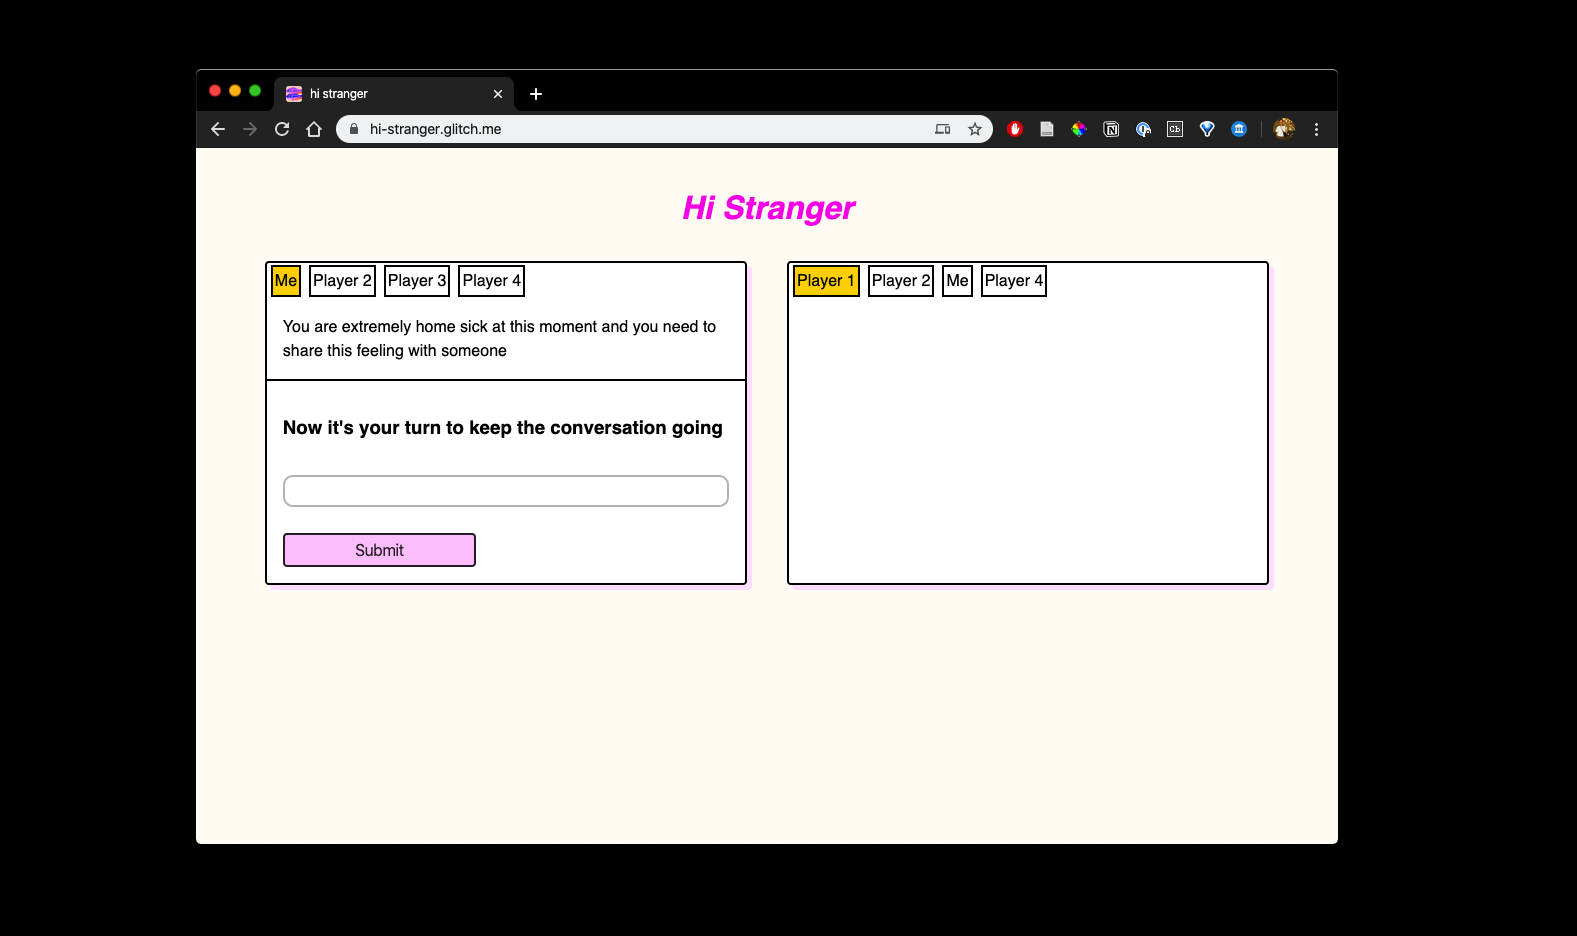 hi stranger
hi-stranger.glitch.me
Hi Stranger
Me Player 2 Player 3 Player 4
You are extremely home sick at this moment and you need to
share this feeling with someone
Now it's your turn to keep the conversation going
Submit
Player 1 Player 2 Me Player 4